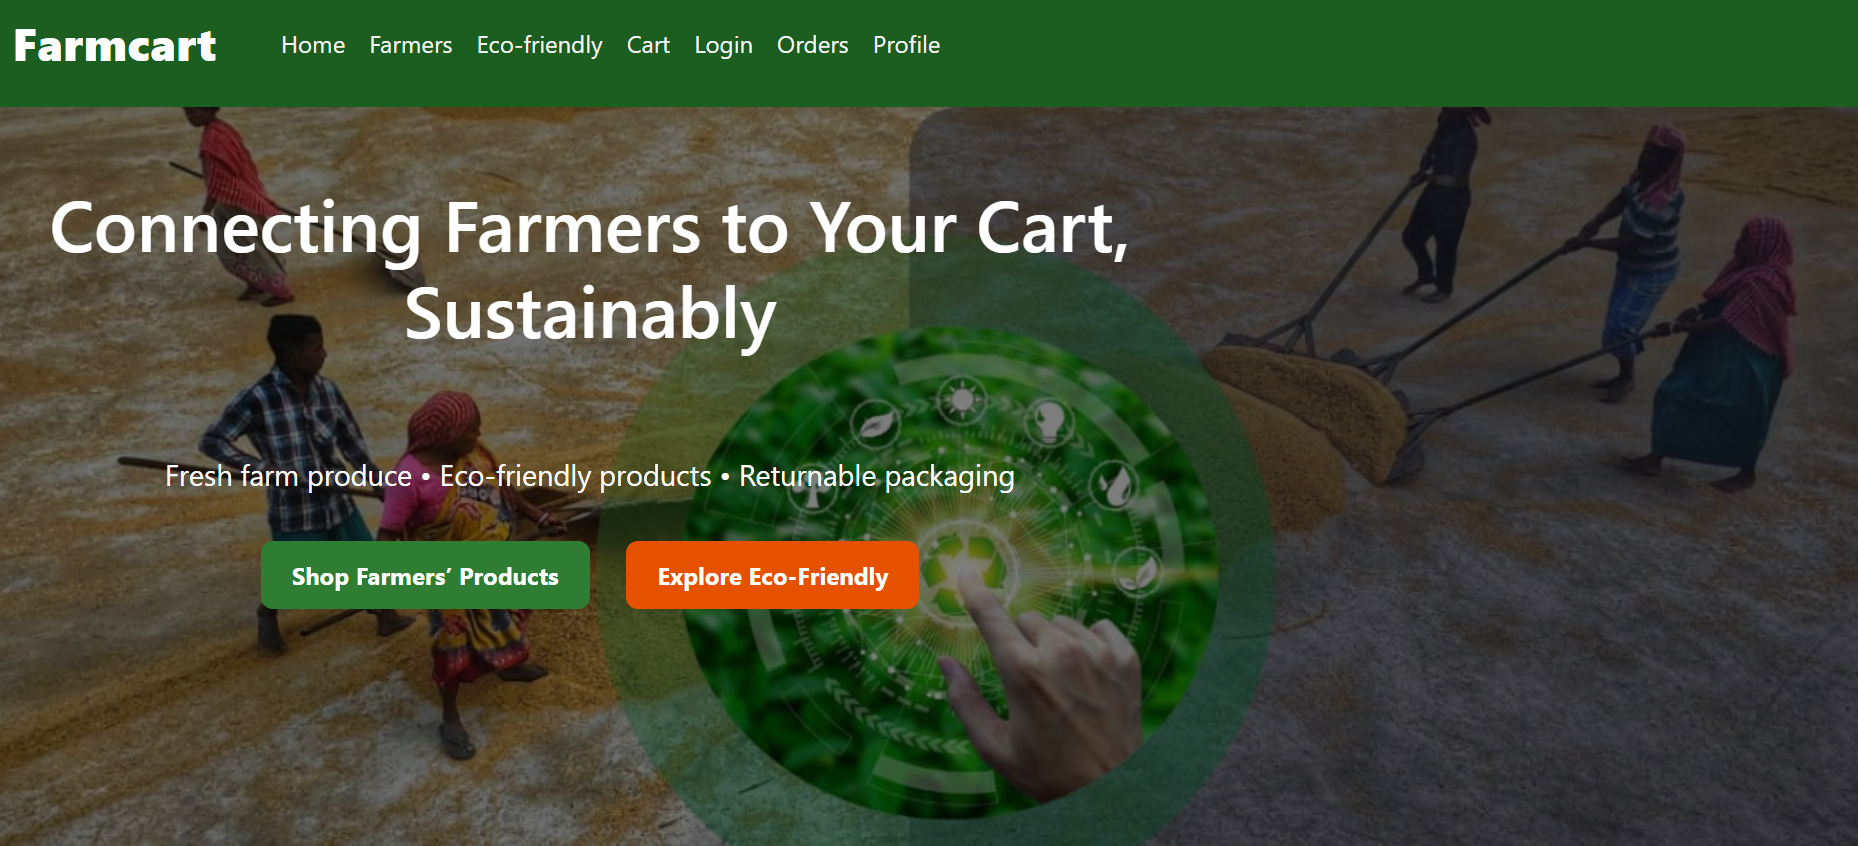 Farmcart
Home Farmers Eco-friendly Cart Login Orders Profile
Connecting Farmers to Your Cart,
Sustainably
Fresh farm produce • Eco-friendly products • Returnable packaging
Shop Farmers’ Products
Explore Eco-Friendly